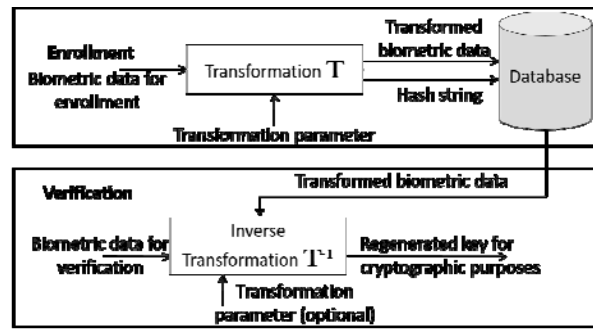 Transformed
biometric data
Enrollment
Biometric data for
enrollment
Transformation T
Database
Hash string
Transformation parameter
Transformed biometric data
Verification
Inverse
Transformation T-1
Biometric data for
verification
Regenerated key for
cryptographic purposes
Transformation
parameter (optional)